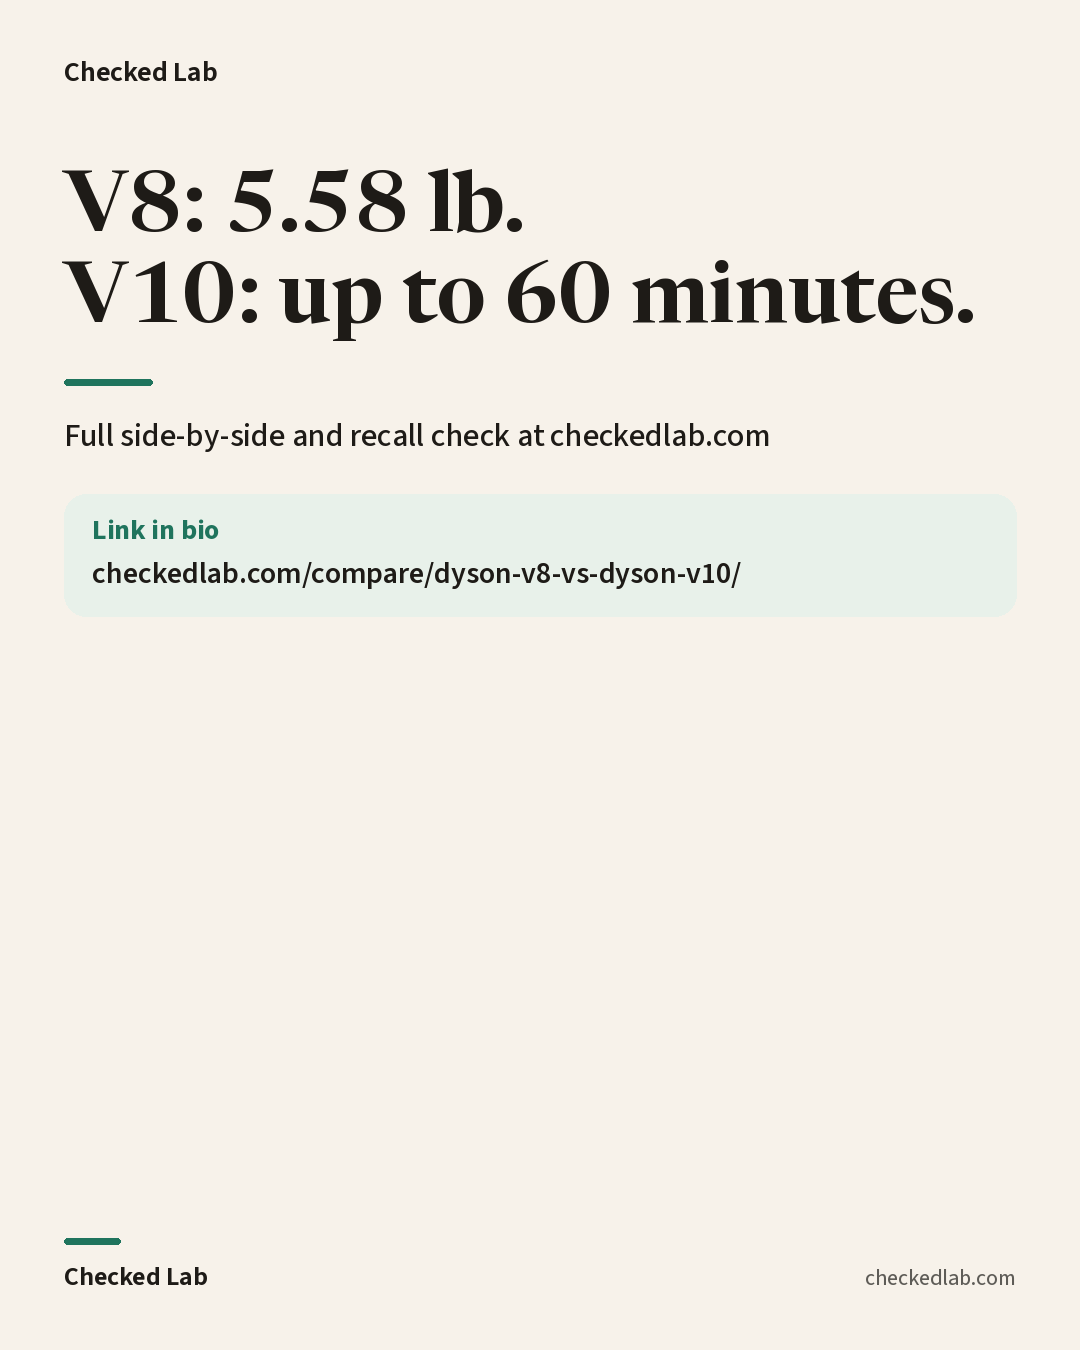 Checked Lab
V8: 5.58 lb.
V10: up to 60 minutes.
Full side-by-side and recall check at checkedlab.com
Link in bio
checkedlab.com/compare/dyson-v8-vs-dyson-v10/
Checked Lab
checkedlab.com